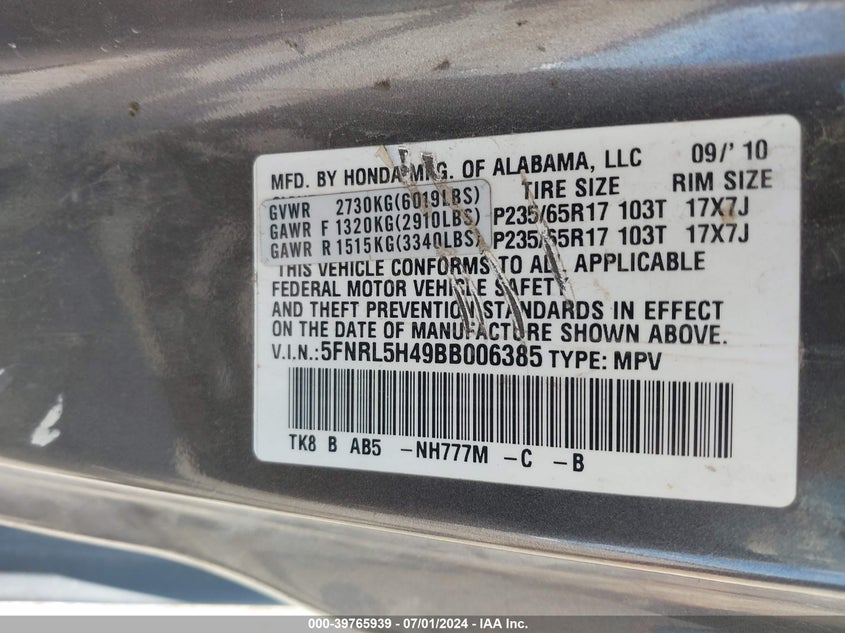 MFD. BY HONDA MFG. OF ALABAMA, LLC 09/' 10
TIRE SIZE RIM SIZE
GVWR 2730KG(6019LBS)
GAWR F 1320KG(2910LBS) P235/65R17 103T 17X7J
GAWR R 1515KG(3340LBS) P235/65R17 103T 17X7J
THIS VEHICLE CONFORMS TO ALL APPLICABLE
FEDERAL MOTOR VEHICLE SAFETY
AND THEFT PREVENTION STANDARDS IN EFFECT
ON THE DATE OF MANUFACTURE SHOWN ABOVE.
V.I.N.:5FNRL5H49BB006385 TYPE: MPV
TK8 B AB5 -NH777M -C -B
000-39765939 - 07/01/2024 - IAA Inc.